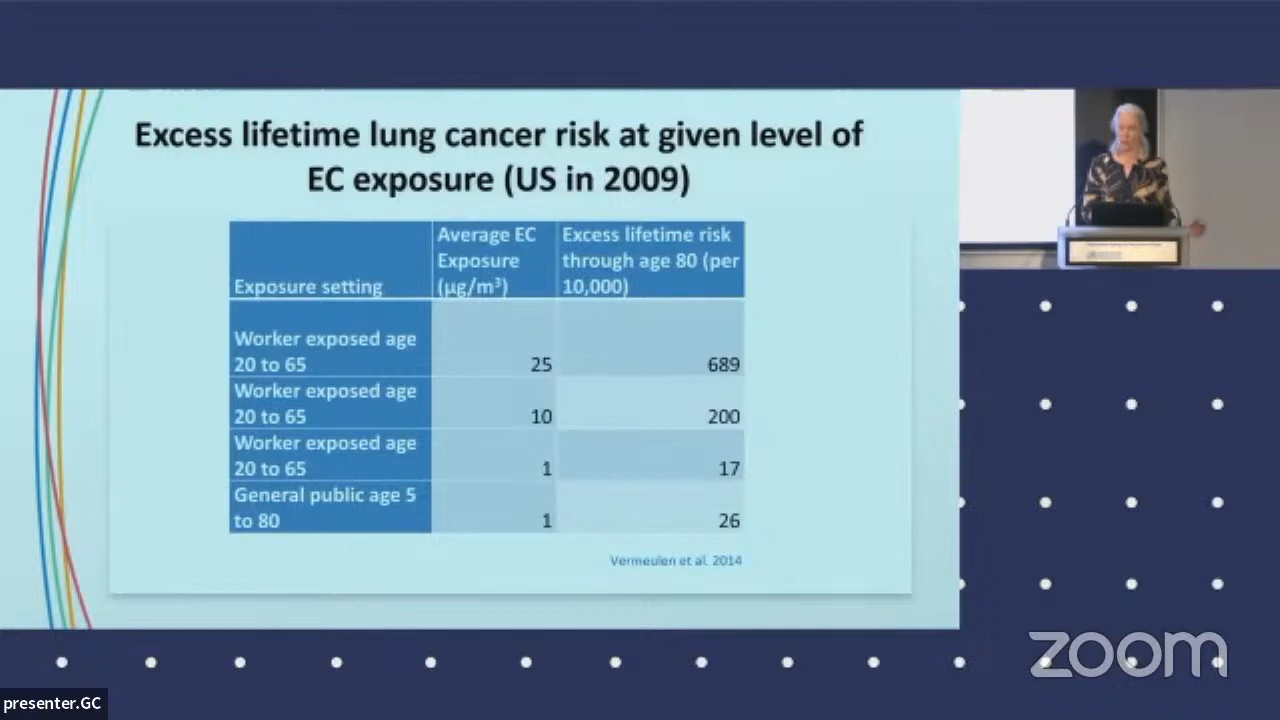 Excess lifetime lung cancer risk at given level of
EC exposure (US in 2009)
Exposure setting
Average EC
Exposure
(µg/m³)
Excess lifetime risk
through age 80 (per
10,000)
Worker exposed age
20 to 65
25
689
Worker exposed age
20 to 65
10
200
Worker exposed age
20 to 65
1
17
General public age 5
to 80
1
26
Vermeulen et al. 2014
zoom
presenter.GC